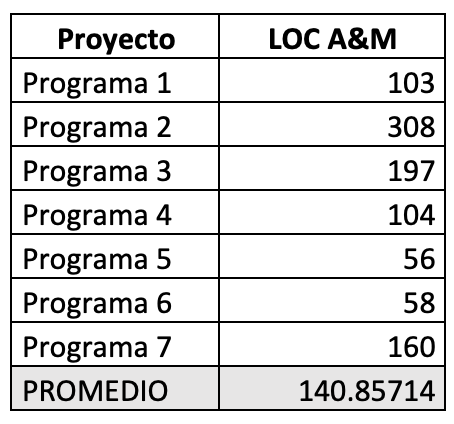 Proyecto LOC A&M
Programa 1 103
Programa 2 308
Programa 3 197
Programa 4 104
Programa 5 56
Programa 6 58
Programa 7 160
PROMEDIO 140.85714